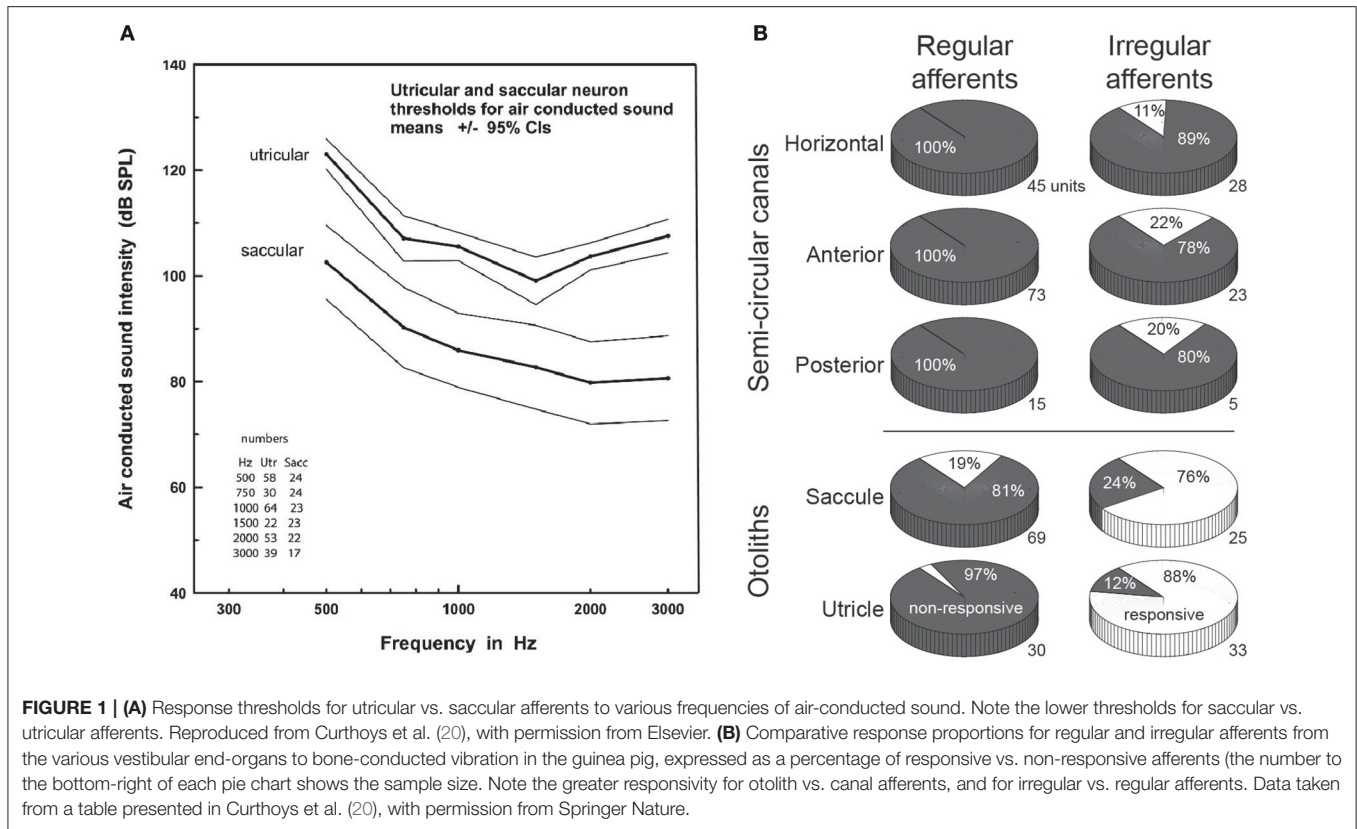 A
140
120
100
80
60
40
Air conducted sound intensity (dB SPL)
Utricular and saccular neuron
thresholds for air conducted sound
means +/- 95% CIs
utricular
saccular
numbers
Hz Utr Sacc
500 58 24
750 30 24
1000 64 23
1500 22 23
2000 53 22
3000 39 17
300 500 1000 2000 3000
Frequency in Hz
B
Regular
afferents
Irregular
afferents
Semi-circular canals
Horizontal
100%
45 units
11%
89%
28
Anterior
100%
73
22%
78%
23
Posterior
100%
15
20%
80%
5
Otoliths
Saccule
19%
81%
69
24%
76%
25
Utricle
97%
non-responsive
30
12%
88%
responsive
33
FIGURE 1 | (A) Response thresholds for utricular vs. saccular afferents to various frequencies of air-conducted sound. Note the lower thresholds for saccular vs.
utricular afferents. Reproduced from Curthoys et al. (20), with permission from Elsevier. (B) Comparative response proportions for regular and irregular afferents from
the various vestibular end-organs to bone-conducted vibration in the guinea pig, expressed as a percentage of responsive vs. non-responsive afferents (the number to
the bottom-right of each pie chart shows the sample size. Note the greater responsivity for otolith vs. canal afferents, and for irregular vs. regular afferents. Data taken
from a table presented in Curthoys et al. (20), with permission from Springer Nature.